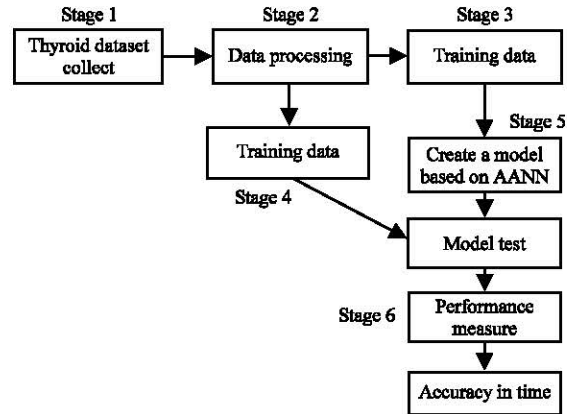 Stage 1
Stage 2
Stage 3
Thyroid dataset
collect
Data processing
Training data
Stage 5
Training data
Create a model
based on AANN
Stage 4
Model test
Stage 6
Performance
measure
Accuracy in time